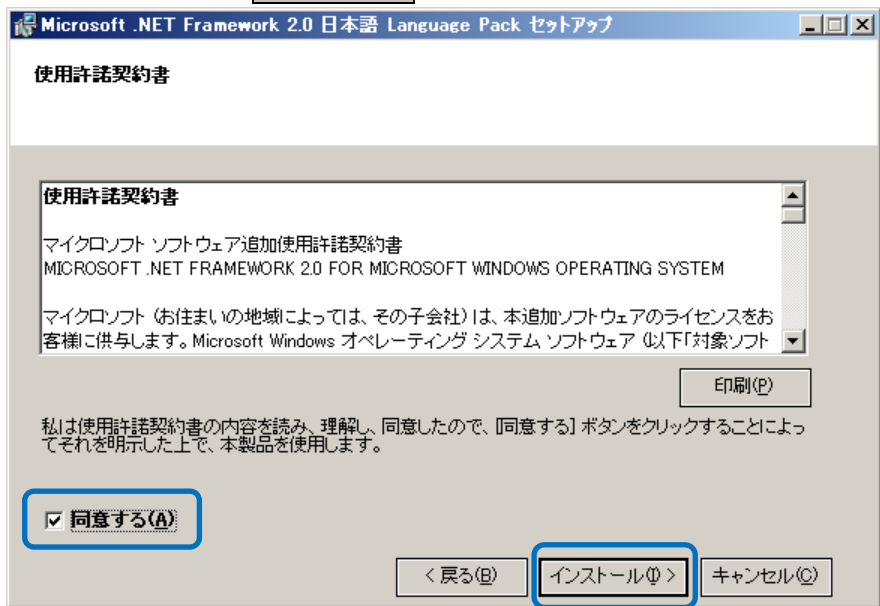 Microsoft .NET Framework 2.0 日本語 Language Pack セットアップ
使用許諾契約書
使用許諾契約書
マイクロソフト ソフトウェア追加使用許諾契約書
MICROSOFT .NET FRAMEWORK 2.0 FOR MICROSOFT WINDOWS OPERATING SYSTEM
マイクロソフト (お住まいの地域によっては、その子会社) は、本追加ソフトウェアのライセンスをお
客様に供与します。Microsoft Windows オペレーティング システム ソフトウェア (以下「対象ソフト
印刷(P)
私は使用許諾契約書の内容を読み、理解し、同意したので、[同意する] ボタンをクリックすることによっ
てそれを明示した上で、本製品を使用します。
同意する(A)
< 戻る(B) インストール(I) > キャンセル(C)